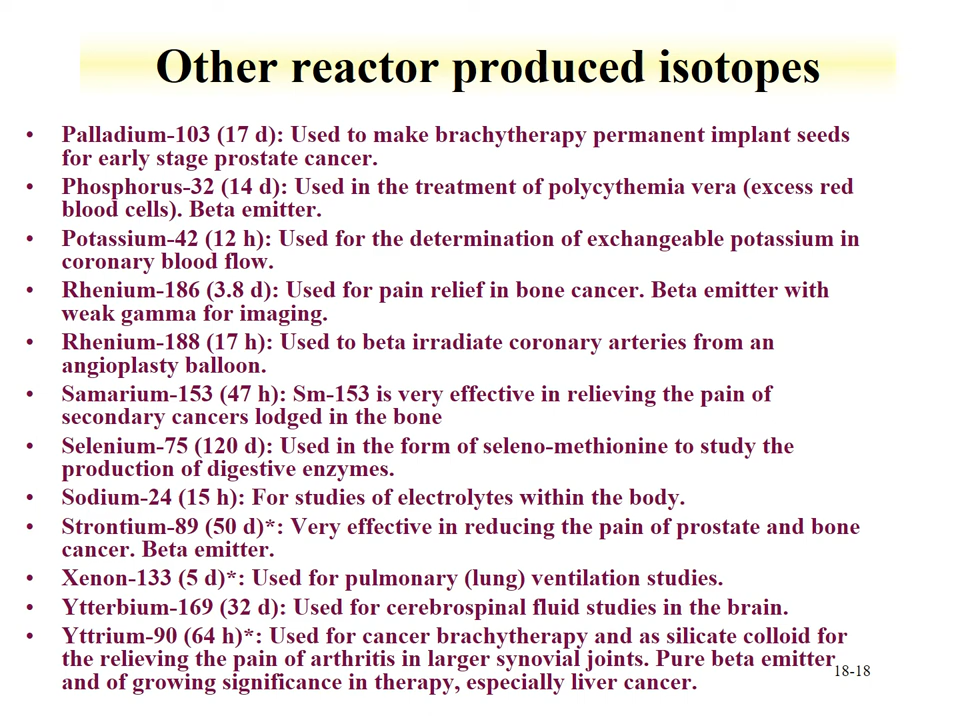 Other reactor produced isotopes
• Palladium-103 (17 d): Used to make brachytherapy permanent implant seeds
for early stage prostate cancer.
• Phosphorus-32 (14 d): Used in the treatment of polycythemia vera (excess red
blood cells). Beta emitter.
• Potassium-42 (12 h): Used for the determination of exchangeable potassium in
coronary blood flow.
• Rhenium-186 (3.8 d): Used for pain relief in bone cancer. Beta emitter with
weak gamma for imaging.
• Rhenium-188 (17 h): Used to beta irradiate coronary arteries from an
angioplasty balloon.
• Samarium-153 (47 h): Sm-153 is very effective in relieving the pain of
secondary cancers lodged in the bone
• Selenium-75 (120 d): Used in the form of seleno-methionine to study the
production of digestive enzymes.
• Sodium-24 (15 h): For studies of electrolytes within the body.
• Strontium-89 (50 d)*: Very effective in reducing the pain of prostate and bone
cancer. Beta emitter.
• Xenon-133 (5 d)*: Used for pulmonary (lung) ventilation studies.
• Ytterbium-169 (32 d): Used for cerebrospinal fluid studies in the brain.
• Yttrium-90 (64 h)*: Used for cancer brachytherapy and as silicate colloid for
the relieving the pain of arthritis in larger synovial joints. Pure beta emitter
and of growing significance in therapy, especially liver cancer.
18-18